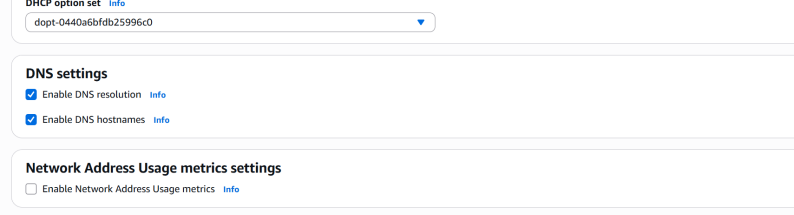 DHCP option set Info
dopt-0440a6bfdb25996c0
DNS settings
Enable DNS resolution Info
Enable DNS hostnames Info
Network Address Usage metrics settings
Enable Network Address Usage metrics Info